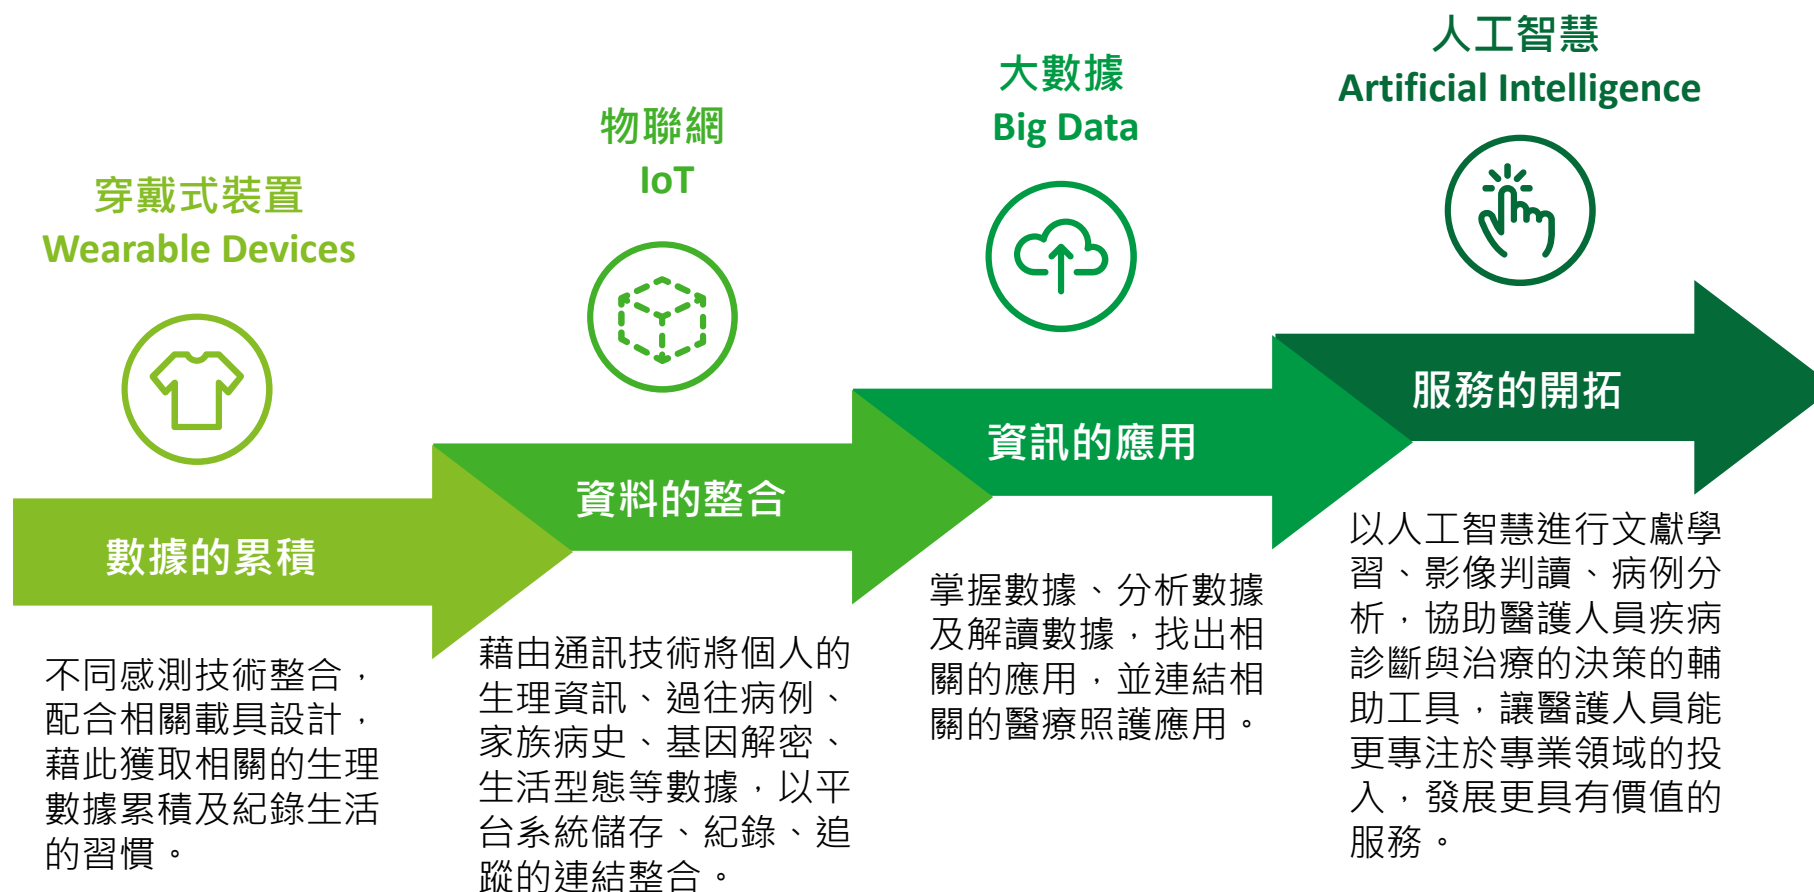 穿戴式裝置
Wearable Devices
數據的累積
不同感測技術整合，
配合相關載具設計，
藉此獲取相關的生理
數據累積及紀錄生活
的習慣。
物聯網
IoT
資料的整合
藉由通訊技術將個人的
生理資訊、過往病例、
家族病史、基因解密、
生活型態等數據，以平
台系統儲存、紀錄、追
蹤的連結整合。
大數據
Big Data
資訊的應用
掌握數據、分析數據
及解讀數據，找出相
關的應用，並連結相
關的醫療照護應用。
人工智慧
Artificial Intelligence
服務的開拓
以人工智慧進行文獻學
習、影像判讀、病例分
析，協助醫護人員疾病
診斷與治療的決策的輔
助工具，讓醫護人員能
更專注於專業領域的投
入，發展更具有價值的
服務。